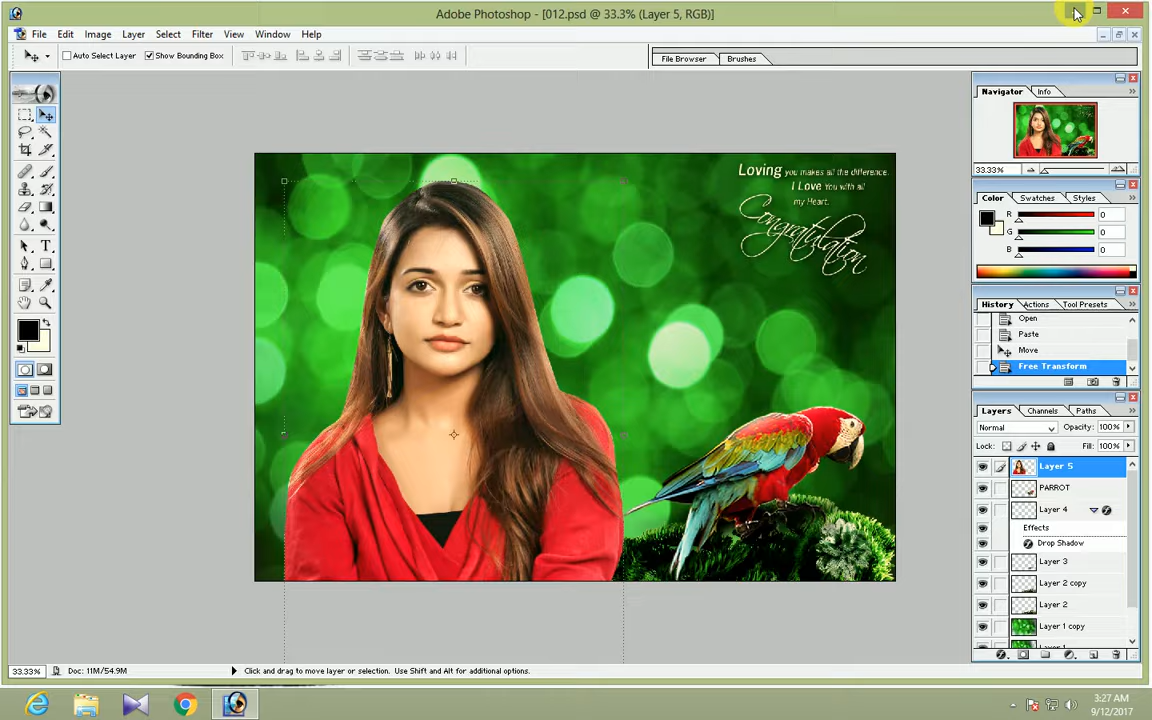 Adobe Photoshop - [012.psd @ 33.3% (Layer 5, RGB)]
File Edit Image Layer Select Filter View Window Help
Auto Select Layer Show Bounding Box
File Browser Brushes
Navigator Info
33.33%
Color Swatches Styles
R 0
G 0
B 0
History Actions Tool Presets
Open
Paste
Move
Free Transform
Layers Channels Paths
Normal Opacity: 100%
Lock: Fill: 100%
Layer 5
PARROT
Layer 4
Effects
Drop Shadow
Layer 3
Layer 2 copy
Layer 2
Layer 1 copy
Loving you makes all the difference.
I Love You with all
my Heart.
Congratulation
33.33% Doc: 11M/54.9M Click and drag to move layer or selection. Use Shift and Alt for additional options.
3:27 AM
9/12/2017